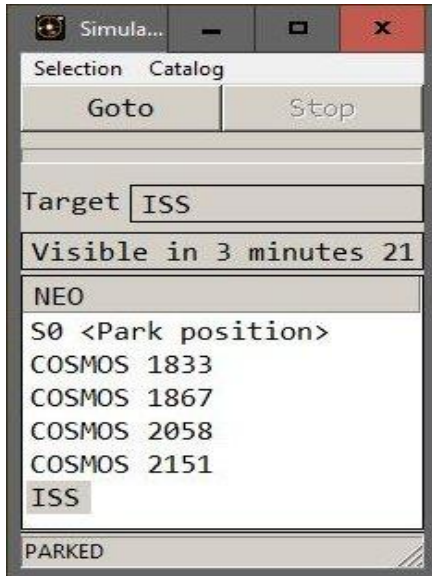 Simula...
Selection Catalog
Goto Stop
Target ISS
Visible in 3 minutes 21
NEO
S0 <Park position>
COSMOS 1833
COSMOS 1867
COSMOS 2058
COSMOS 2151
ISS
PARKED